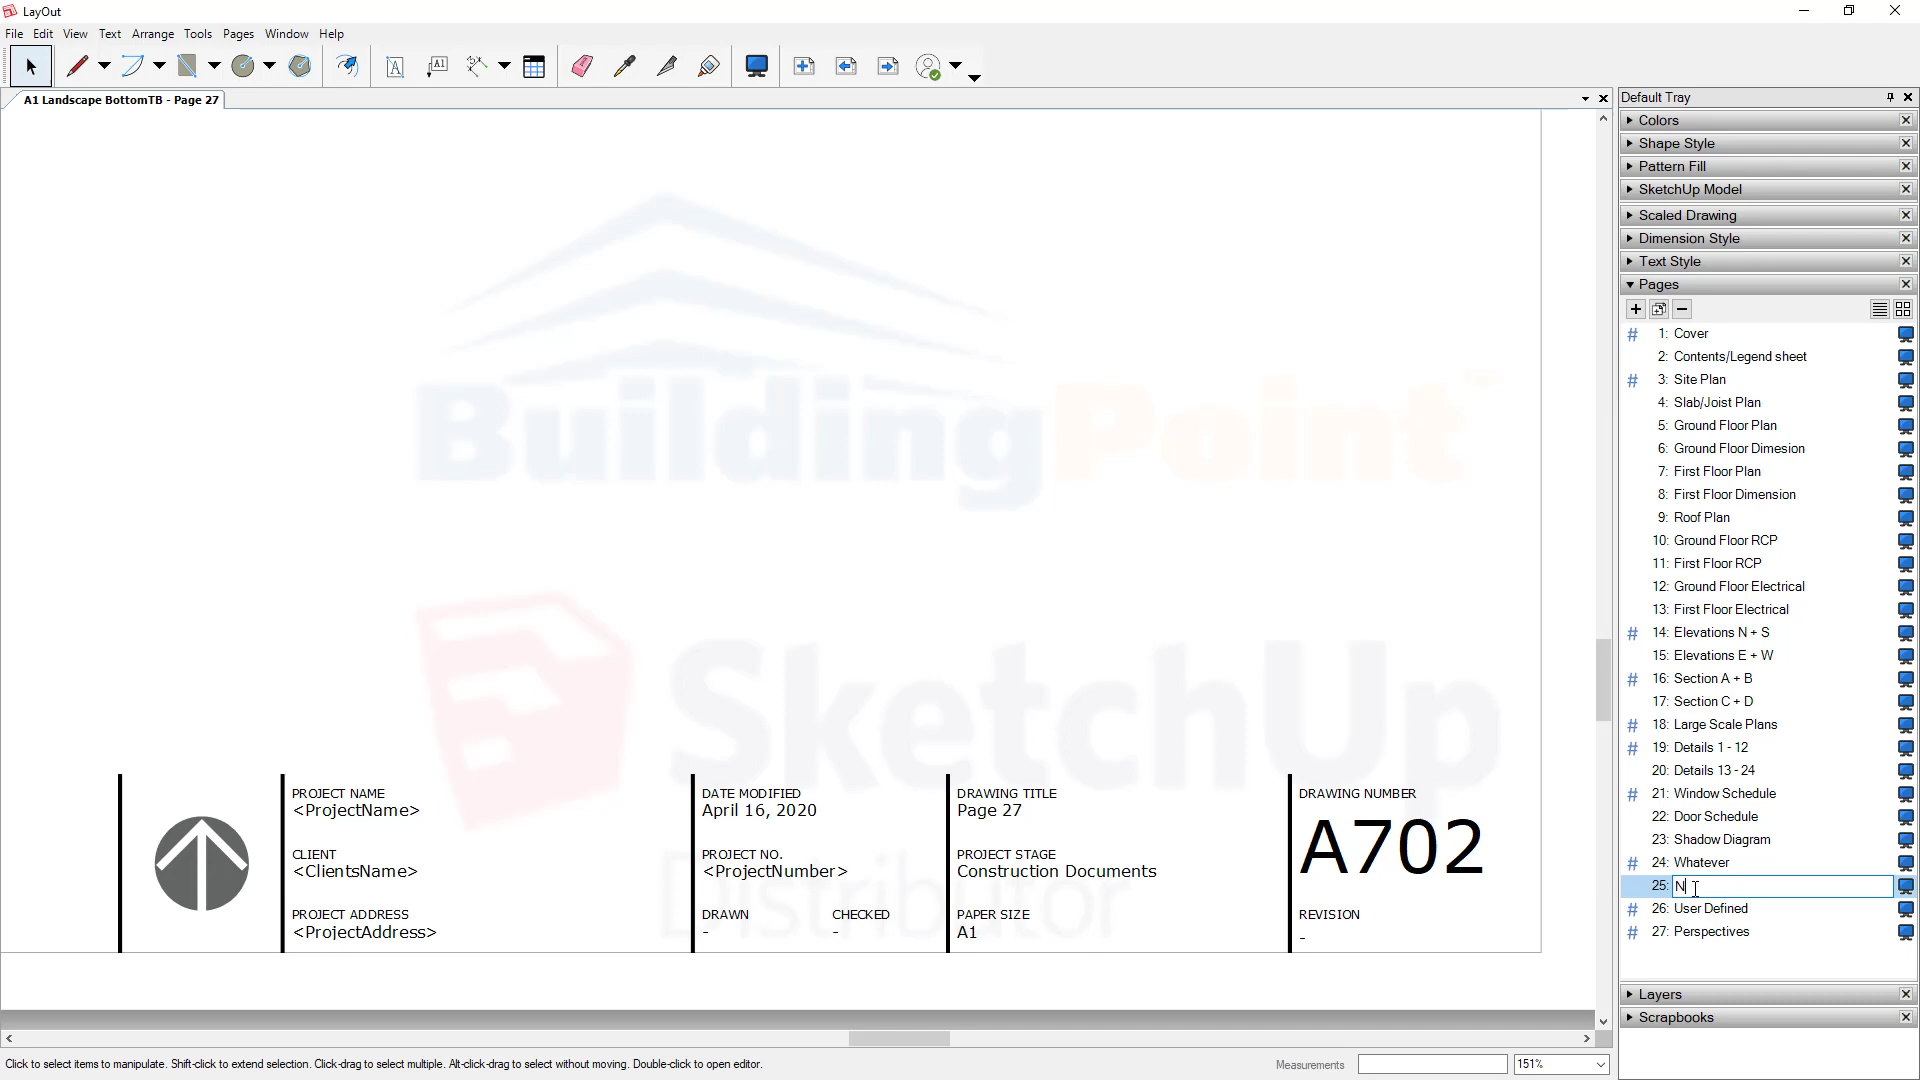 LayOut
File Edit View Text Arrange Tools Pages Window Help
A1 Landscape BottomTB - Page 27
BuildingPoint
SketchUp
Distributor
PROJECT NAME
<ProjectName>
CLIENT
<ClientsName>
PROJECT ADDRESS
<ProjectAddress>
DATE MODIFIED
April 16, 2020
PROJECT NO.
<ProjectNumber>
DRAWN CHECKED
- -
DRAWING TITLE
Page 27
PROJECT STAGE
Construction Documents
PAPER SIZE
A1
DRAWING NUMBER
A702
REVISION
-
Default Tray
Colors
Shape Style
Pattern Fill
SketchUp Model
Scaled Drawing
Dimension Style
Text Style
Pages
# 1: Cover
2: Contents/Legend sheet
# 3: Site Plan
4: Slab/Joist Plan
5: Ground Floor Plan
6: Ground Floor Dimesion
7: First Floor Plan
8: First Floor Dimension
9: Roof Plan
10: Ground Floor RCP
11: First Floor RCP
12: Ground Floor Electrical
13: First Floor Electrical
# 14: Elevations N + S
15: Elevations E + W
# 16: Section A + B
17: Section C + D
# 18: Large Scale Plans
# 19: Details 1 - 12
20: Details 13 - 24
# 21: Window Schedule
22: Door Schedule
23: Shadow Diagram
# 24: Whatever
25: N
# 26: User Defined
# 27: Perspectives
Layers
Scrapbooks
Click to select items to manipulate. Shift-click to extend selection. Click-drag to select multiple. Alt-click-drag to select without moving. Double-click to open editor.
Measurements
151%